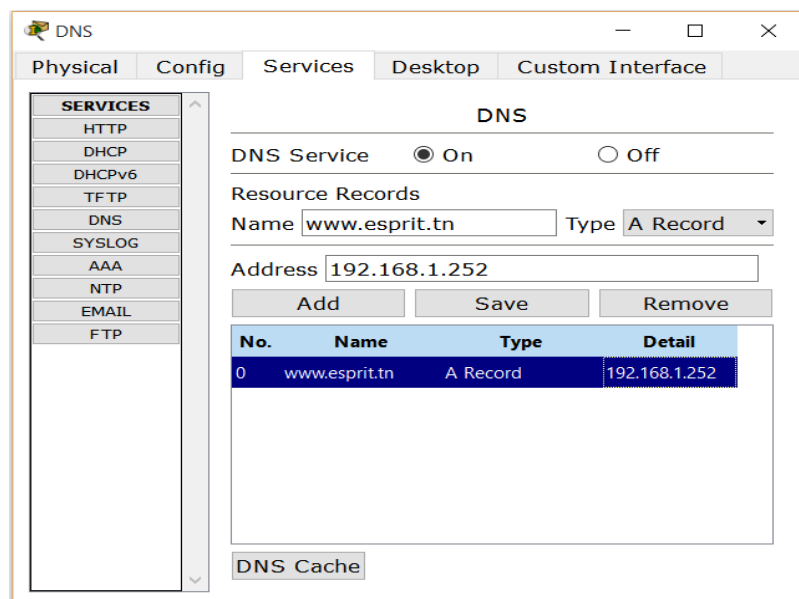 DNS
Physical Config Services Desktop Custom Interface
SERVICES
HTTP
DHCP
DHCPv6
TFTP
DNS
SYSLOG
AAA
NTP
EMAIL
FTP
DNS
DNS Service On Off
Resource Records
Name www.esprit.tn Type A Record
Address 192.168.1.252
Add Save Remove
No. Name Type Detail
0 www.esprit.tn A Record 192.168.1.252
DNS Cache